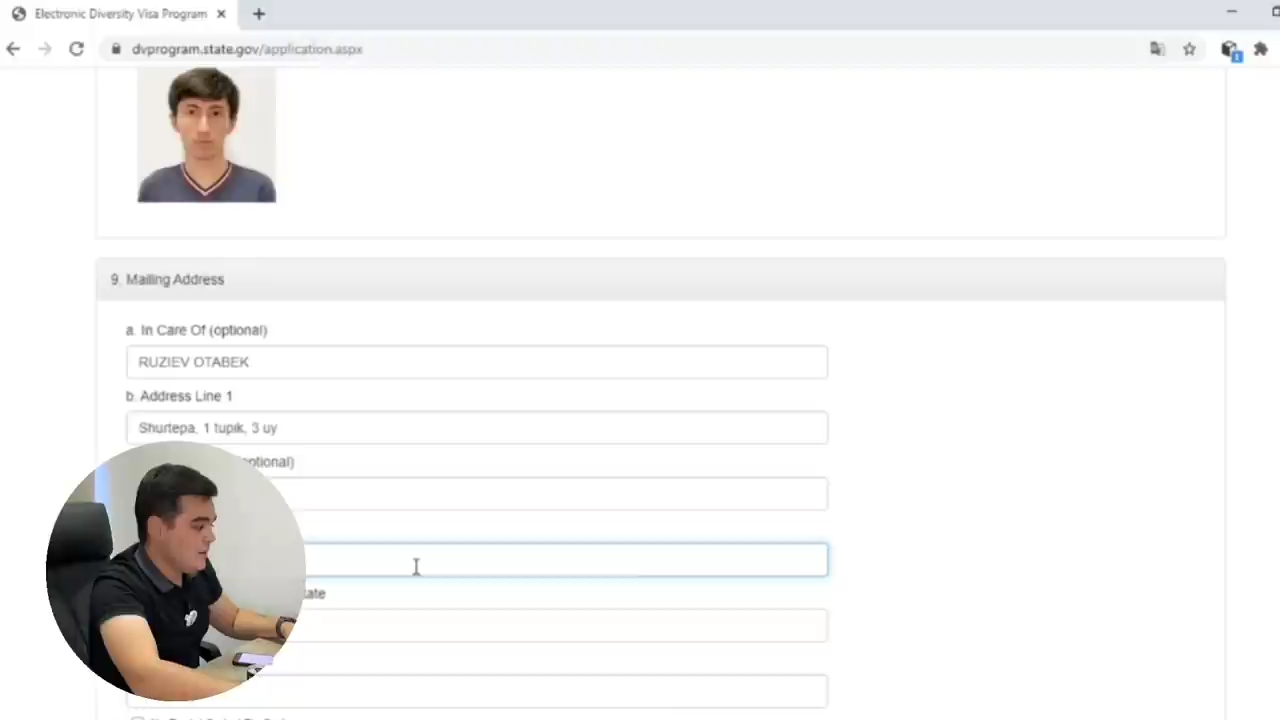 Electronic Diversity Visa Program
dvprogram.state.gov/application.aspx
9. Mailing Address
a. In Care Of (optional)
RUZIEV OTABEK
b. Address Line 1
Shurtepa, 1 tupik, 3 uy
optional)
tate